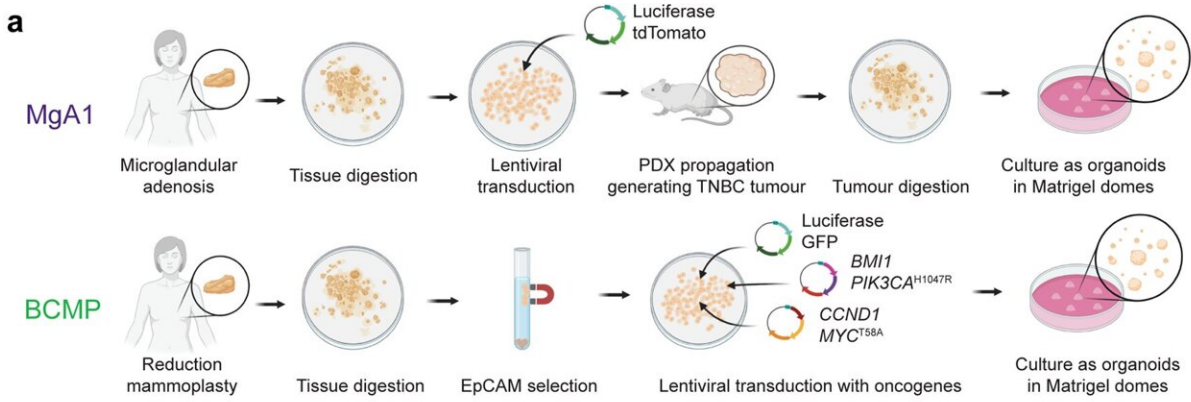 a
Luciferase
tdTomato
MgA1
Microglandular
adenosis
Tissue digestion
Lentiviral
transduction
PDX propagation
generating TNBC tumour
Tumour digestion
Culture as organoids
in Matrigel domes
Luciferase
GFP
BMI1
PIK3CAH1047R
CCND1
MYCT58A
BCMP
Reduction
mammoplasty
Tissue digestion
EpCAM selection
Lentiviral transduction with oncogenes
Culture as organoids
in Matrigel domes